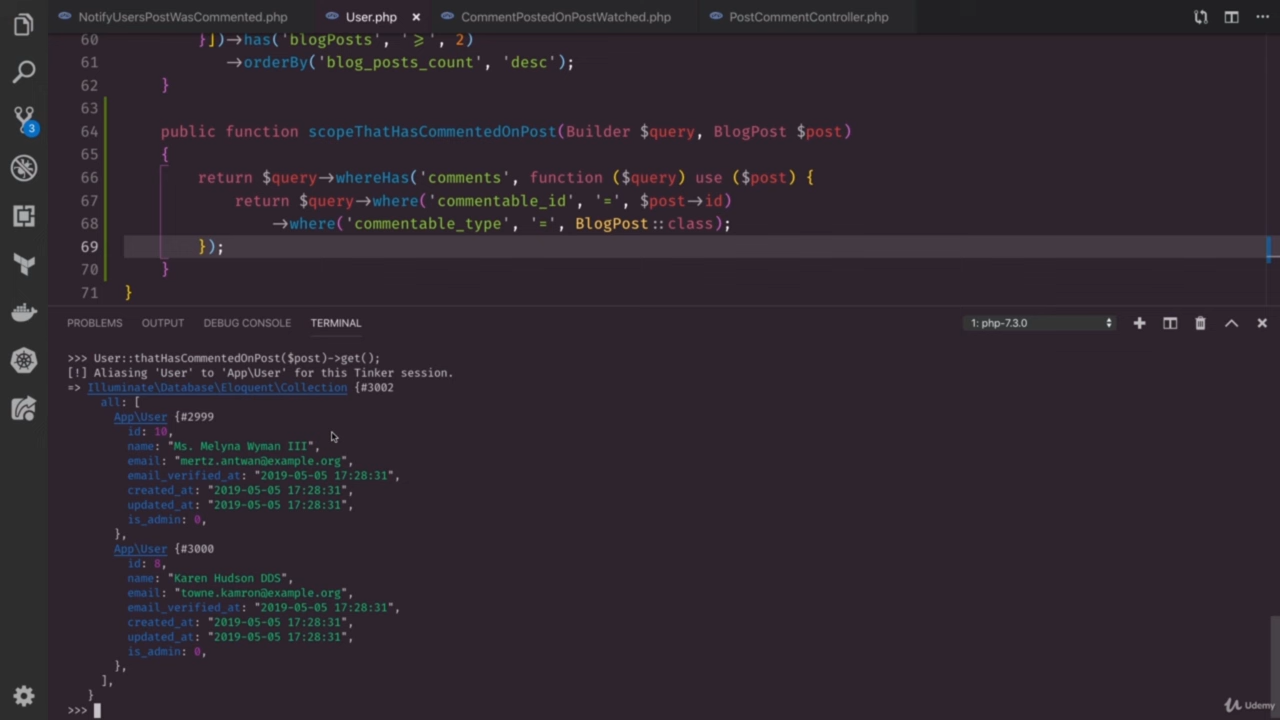 NotifyUsersPostWasCommented.php User.php × CommentPostedOnPostWatched.php PostCommentController.php
60 }])->has('blogPosts', '>=', 2)
61 ->orderBy('blog_posts_count', 'desc');
62 }
63
64 public function scopeThatHasCommentedOnPost(Builder $query, BlogPost $post)
65 {
66 return $query->whereHas('comments', function ($query) use ($post) {
67 return $query->where('commentable_id', '=', $post->id)
68 ->where('commentable_type', '=', BlogPost::class);
69 });
70 }
71 }
3
PROBLEMS OUTPUT DEBUG CONSOLE TERMINAL 1: php-7.3.0
>>> User::thatHasCommentedOnPost($post)->get();
[!] Aliasing 'User' to 'App\User' for this Tinker session.
=> Illuminate\Database\Eloquent\Collection {#3002
all: [
App\User {#2999
id: 10,
name: "Ms. Melyna Wyman III",
email: "mertz.antwan@example.org",
email_verified_at: "2019-05-05 17:28:31",
created_at: "2019-05-05 17:28:31",
updated_at: "2019-05-05 17:28:31",
is_admin: 0,
},
App\User {#3000
id: 8,
name: "Karen Hudson DDS",
email: "towne.kamron@example.org",
email_verified_at: "2019-05-05 17:28:31",
created_at: "2019-05-05 17:28:31",
updated_at: "2019-05-05 17:28:31",
is_admin: 0,
},
],
}
>>>
Udemy